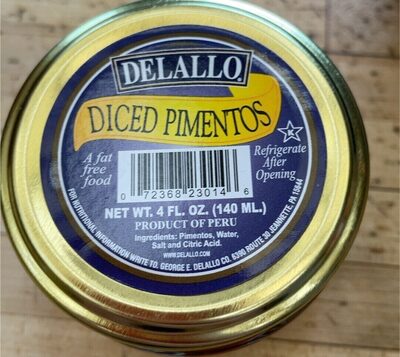 DELALLO®
DICED PIMENTOS
A fat
free
food
K
Refrigerate
After
Opening
0 72368 23014 6
NET WT. 4 FL. OZ. (140 ML.)
PRODUCT OF PERU
Ingredients: Pimentos, Water,
Salt and Citric Acid.
WWW.DELALLO.COM
FOR NUTRITIONAL INFORMATION WRITE TO: GEORGE E. DELALLO CO. 6390 ROUTE 30 JEANNETTE, PA 15644